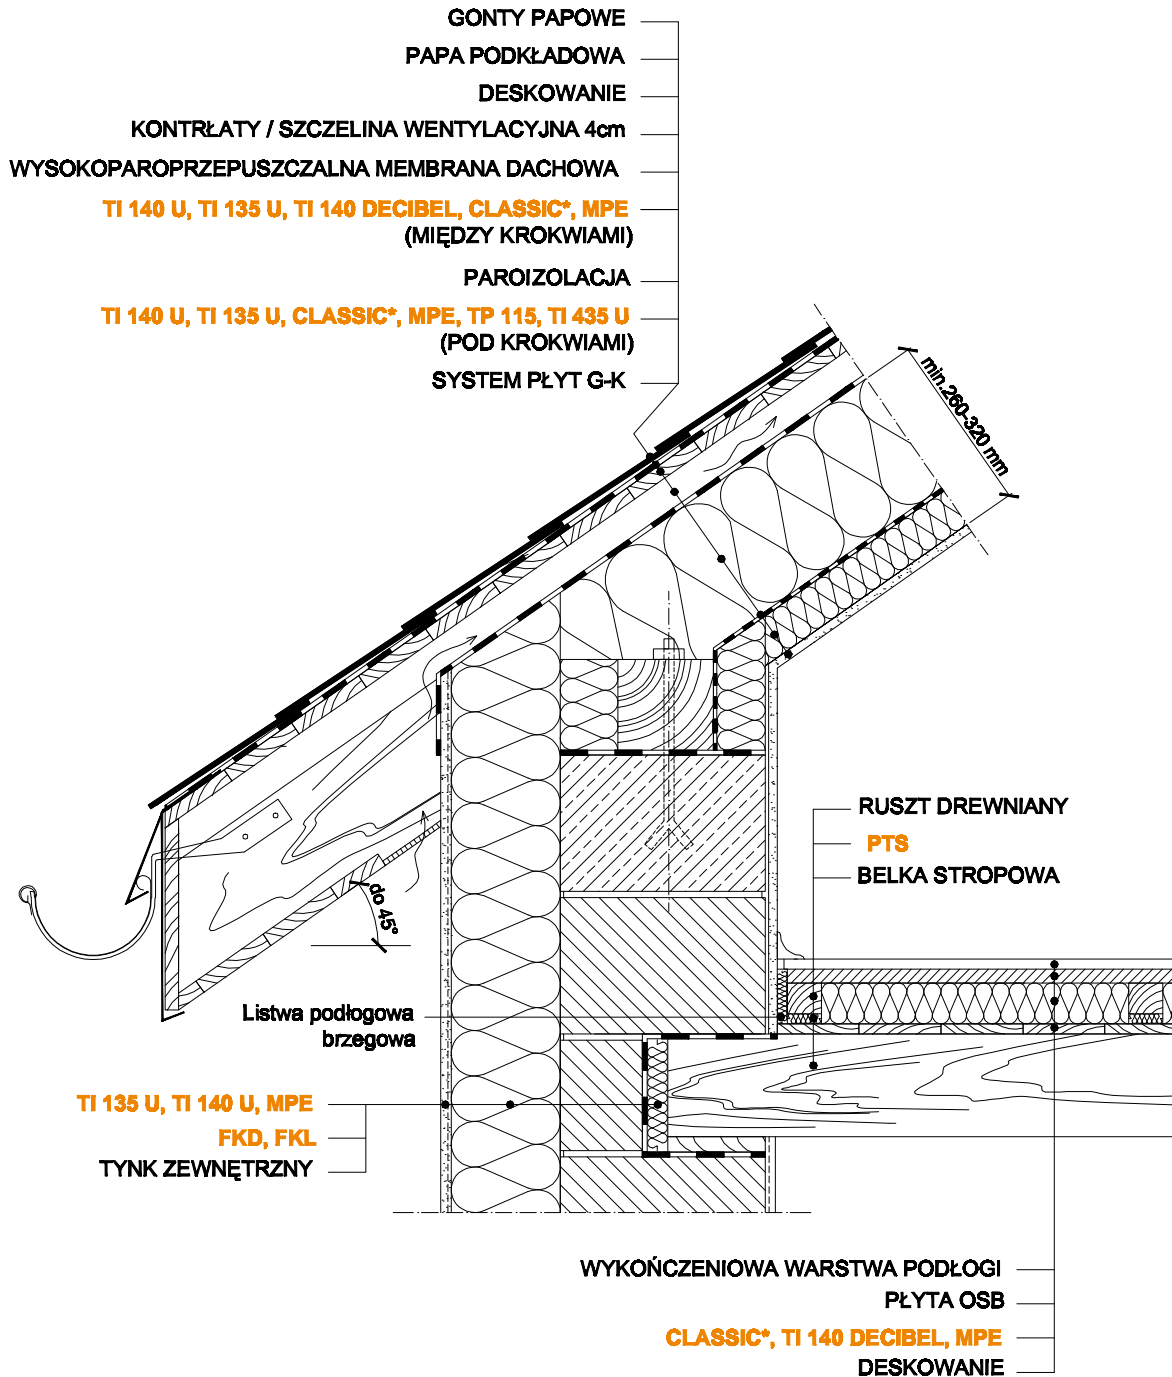 GONTY PAPOWE
PAPA PODKŁADOWA
DESKOWANIE
KONTRŁATY / SZCZELINA WENTYLACYJNA 4cm
WYSOKOPAROPRZEPUSZCZALNA MEMBRANA DACHOWA
TI 140 U, TI 135 U, TI 140 DECIBEL, CLASSIC*, MPE
(MIĘDZY KROKWIAMI)
PAROIZOLACJA
TI 140 U, TI 135 U, CLASSIC*, MPE, TP 115, TI 435 U
(POD KROKWIAMI)
SYSTEM PŁYT G-K
min.260-320 mm
RUSZT DREWNIANY
PTS
BELKA STROPOWA
do 45°
Listwa podłogowa
brzegowa
TI 135 U, TI 140 U, MPE
FKD, FKL
TYNK ZEWNĘTRZNY
WYKOŃCZENIOWA WARSTWA PODŁOGI
PŁYTA OSB
CLASSIC*, TI 140 DECIBEL, MPE
DESKOWANIE